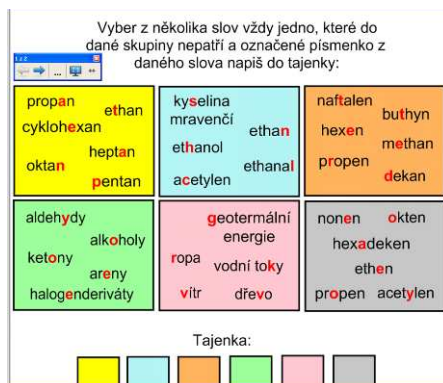 Vyber z několika slov vždy jedno, které do
dané skupiny nepatří a označené písmenko z
daného slova napiš do tajenky:
propan
ethan
cyklohexan
heptan
oktan
pentan
kyselina
mravenčí
ethan
ethanol
ethanal
acetylen
naftalen
buthyn
hexen
methan
propen
dekan
aldehydy
alkoholy
ketony
areny
halogenderiváty
geotermální
energie
ropa
vodní toky
vítr
dřevo
nonen
okten
hexadeken
ethen
propen
acetylen
Tajenka: